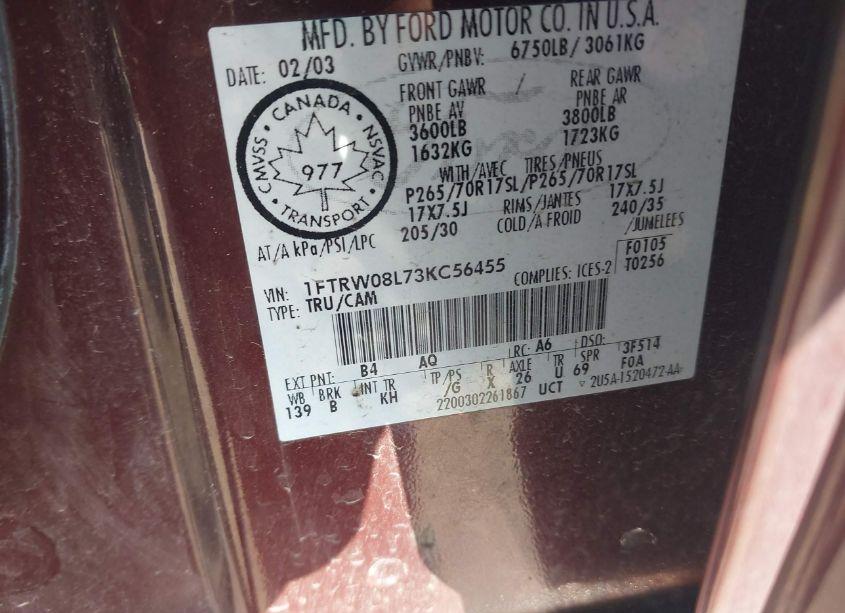 MFD. BY FORD MOTOR CO. IN U.S.A.
DATE: 02/03 GVWR/PNBV: 6750LB/ 3061KG
FRONT GAWR / REAR GAWR
PNBE AV PNBE AR
3600LB 3800LB
1632KG 1723KG
WITH/AVEC TIRES/PNEUS
P265/70R17SL/P265/70R17SL
17X7.5J RIMS/JANTES 17X7.5J
AT/A kPa/PSI/LPC 205/30 COLD/A FROID 240/35
/JUMELEES
CANADA
CMVSS NSVAC
977
TRANSPORT
VIN: 1FTRW08L73KC56455 COMPLIES: ICES-2 F0105
TYPE: TRU/CAM T0256
EXT PNT: B4 AQ LRC: A6 DSO: 3F514
WB BRK INT TR TP/PS R AXLE TR SPR F0A
139 B KH /G X 26 U 69
2200302261867 UCT ▽ 2U5A-1520472-AA